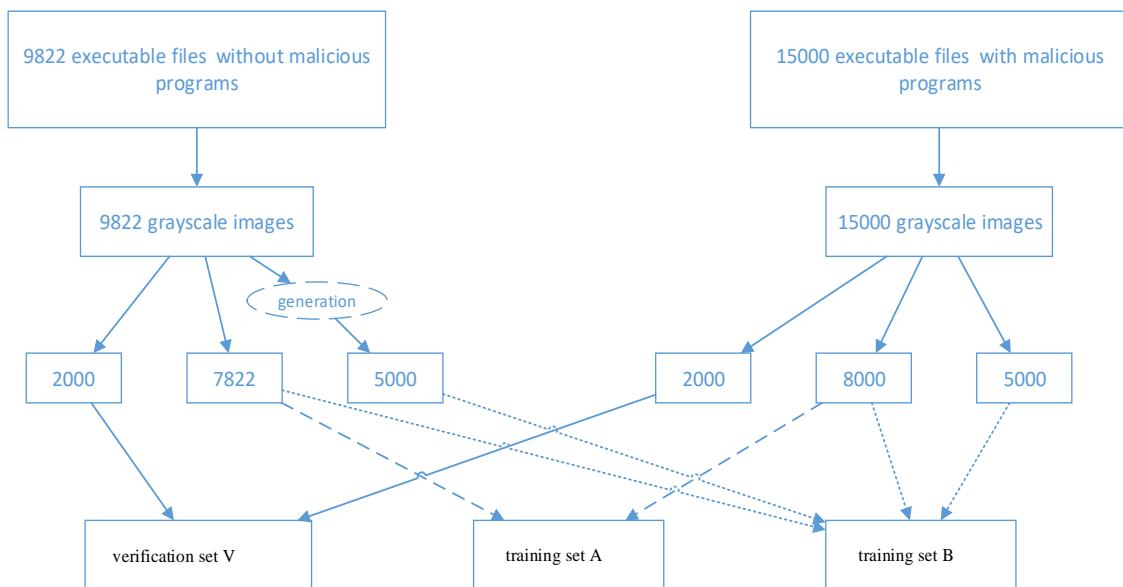 9822 executable files  without malicious
programs
15000 executable files  with malicious
programs
9822 grayscale images
15000 grayscale images
generation
2000
7822
5000
2000
8000
5000
verification set V
training set A
training set B